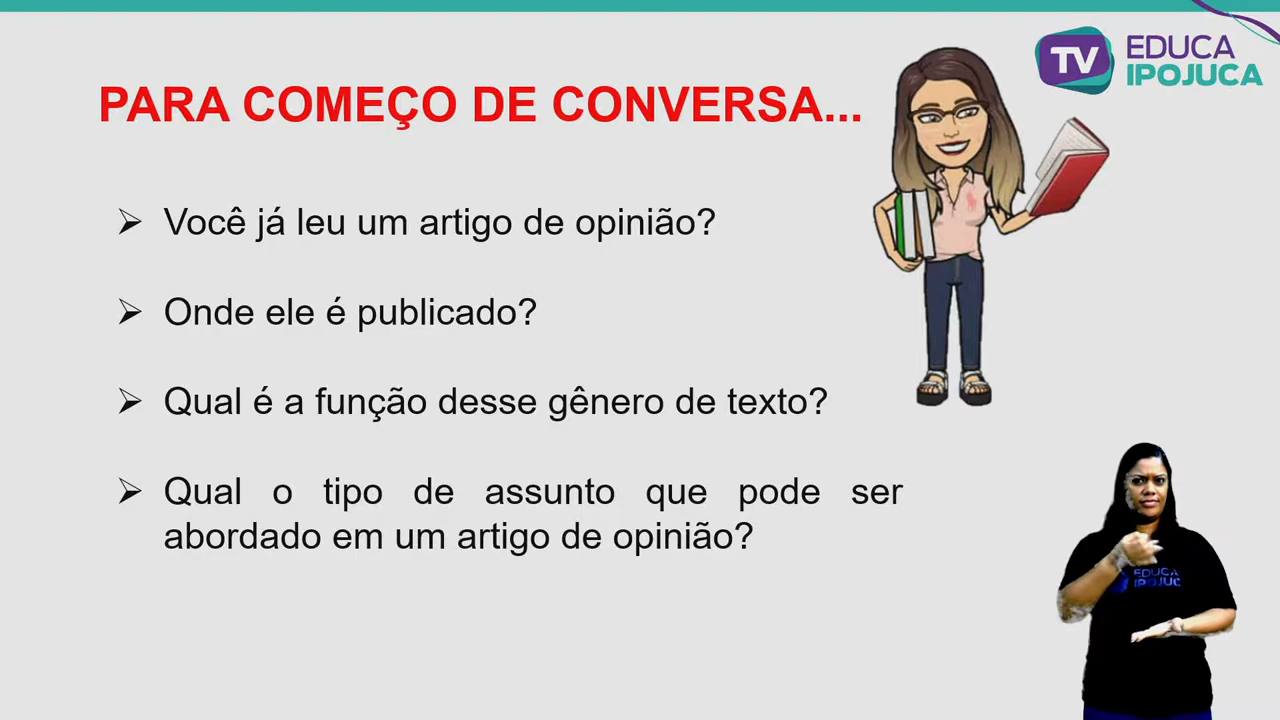 TV EDUCA
IPOJUCA
PARA COMEÇO DE CONVERSA...
Você já leu um artigo de opinião?
Onde ele é publicado?
Qual é a função desse gênero de texto?
Qual o tipo de assunto que pode ser
abordado em um artigo de opinião?
EDUCA
IPOJUC